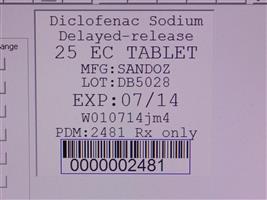 ange
Diclofenac Sodium
Delayed-release
25 EC TABLET
MFG:SANDOZ
LOT:DB5028
EXP:07/14
W010714jm4
PDM:2481 Rx only
0000002481